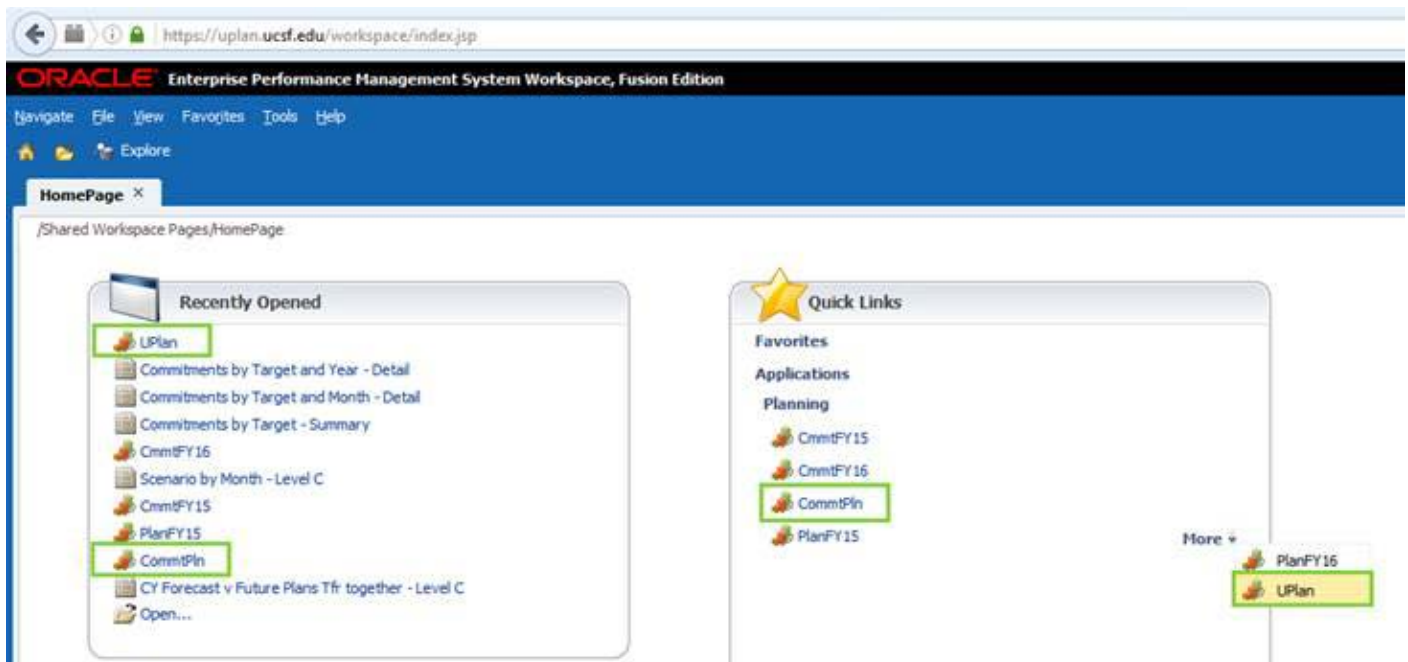 https://uplan.ucsf.edu/workspace/index.jsp
ORACLE Enterprise Performance Management System Workspace, Fusion Edition
Navigate File View Favorites Tools Help
Explore
HomePage ×
/Shared Workspace Pages/HomePage
Recently Opened
UPlan
Commitments by Target and Year - Detail
Commitments by Target and Month - Detail
Commitments by Target - Summary
CmmtFY16
Scenario by Month - Level C
CmmtFY15
PlanFY15
CommtPln
CY Forecast v Future Plans Tfr together - Level C
Open...
Quick Links
Favorites
Applications
Planning
CmmtFY15
CmmtFY16
CommtPln
PlanFY15
More
PlanFY16
UPlan